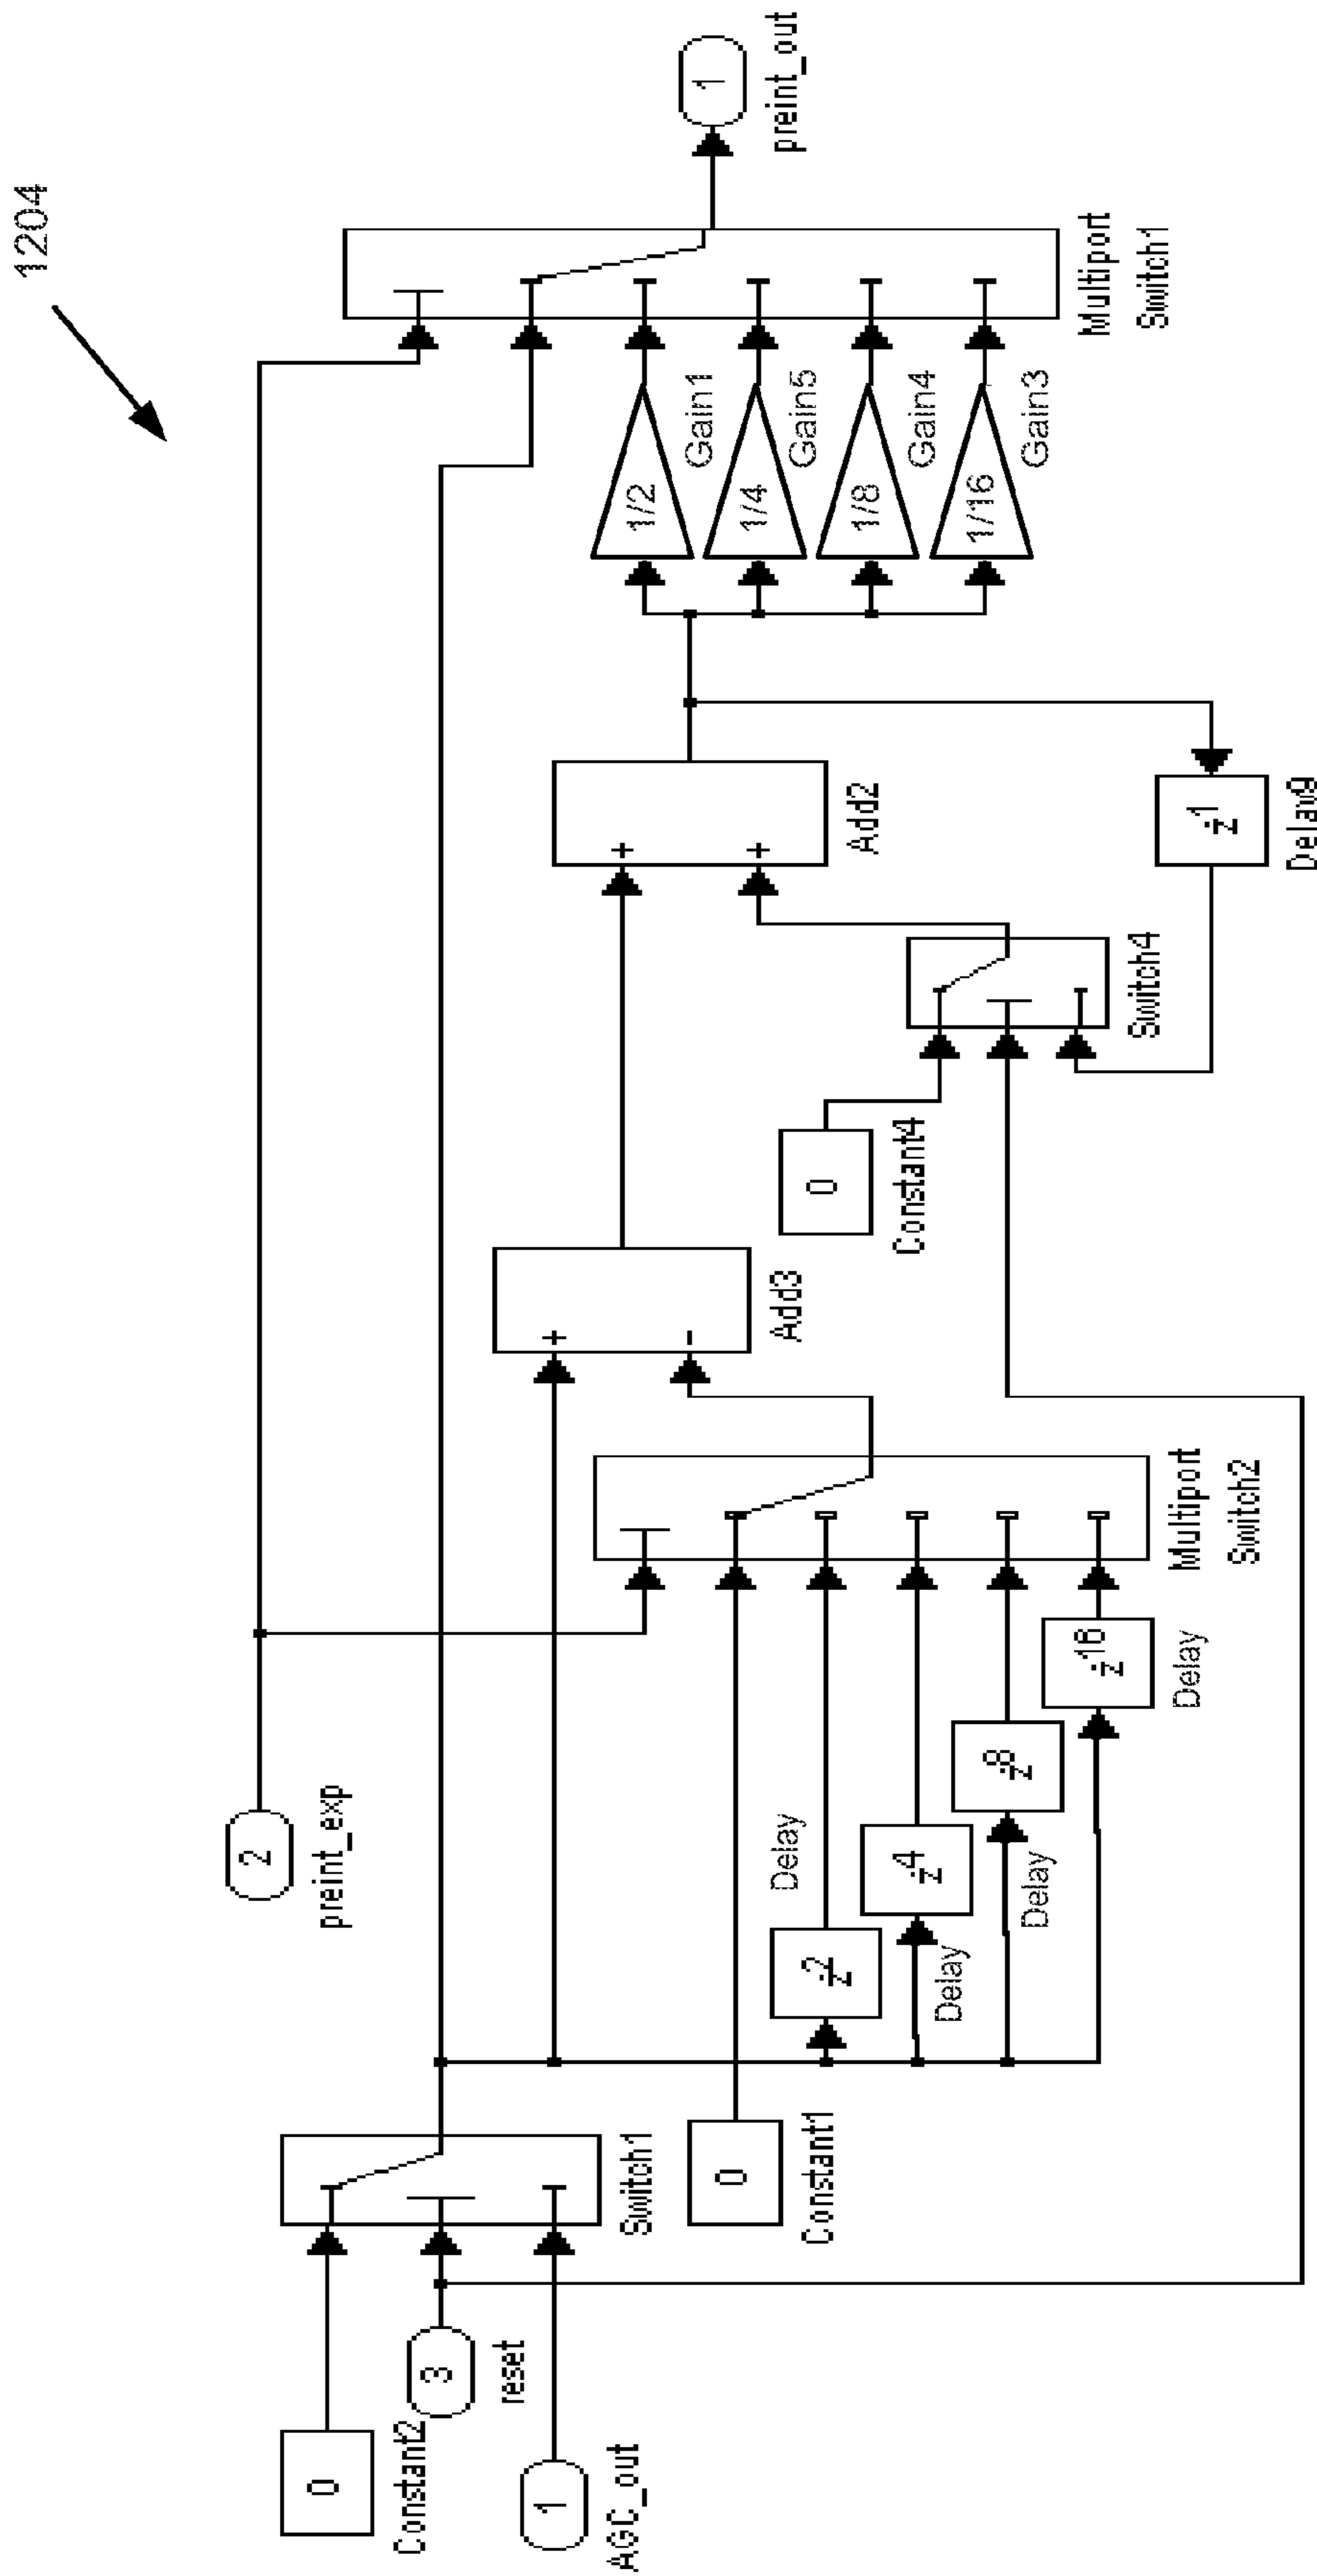 1204
2
preint_exp
0
Constant2
3
reset
1
AGC_out
Switch1
0
Constant1
z-2
Delay
z-4
Delay
z-8
Delay
z-16
Delay
Multiport
Switch2
+
-
Add3
0
Constant4
Switch4
+
+
Add2
z-1
Delay9
1/2
Gain1
1/4
Gain5
1/8
Gain4
1/16
Gain3
Multiport
Switch1
1
preint_out